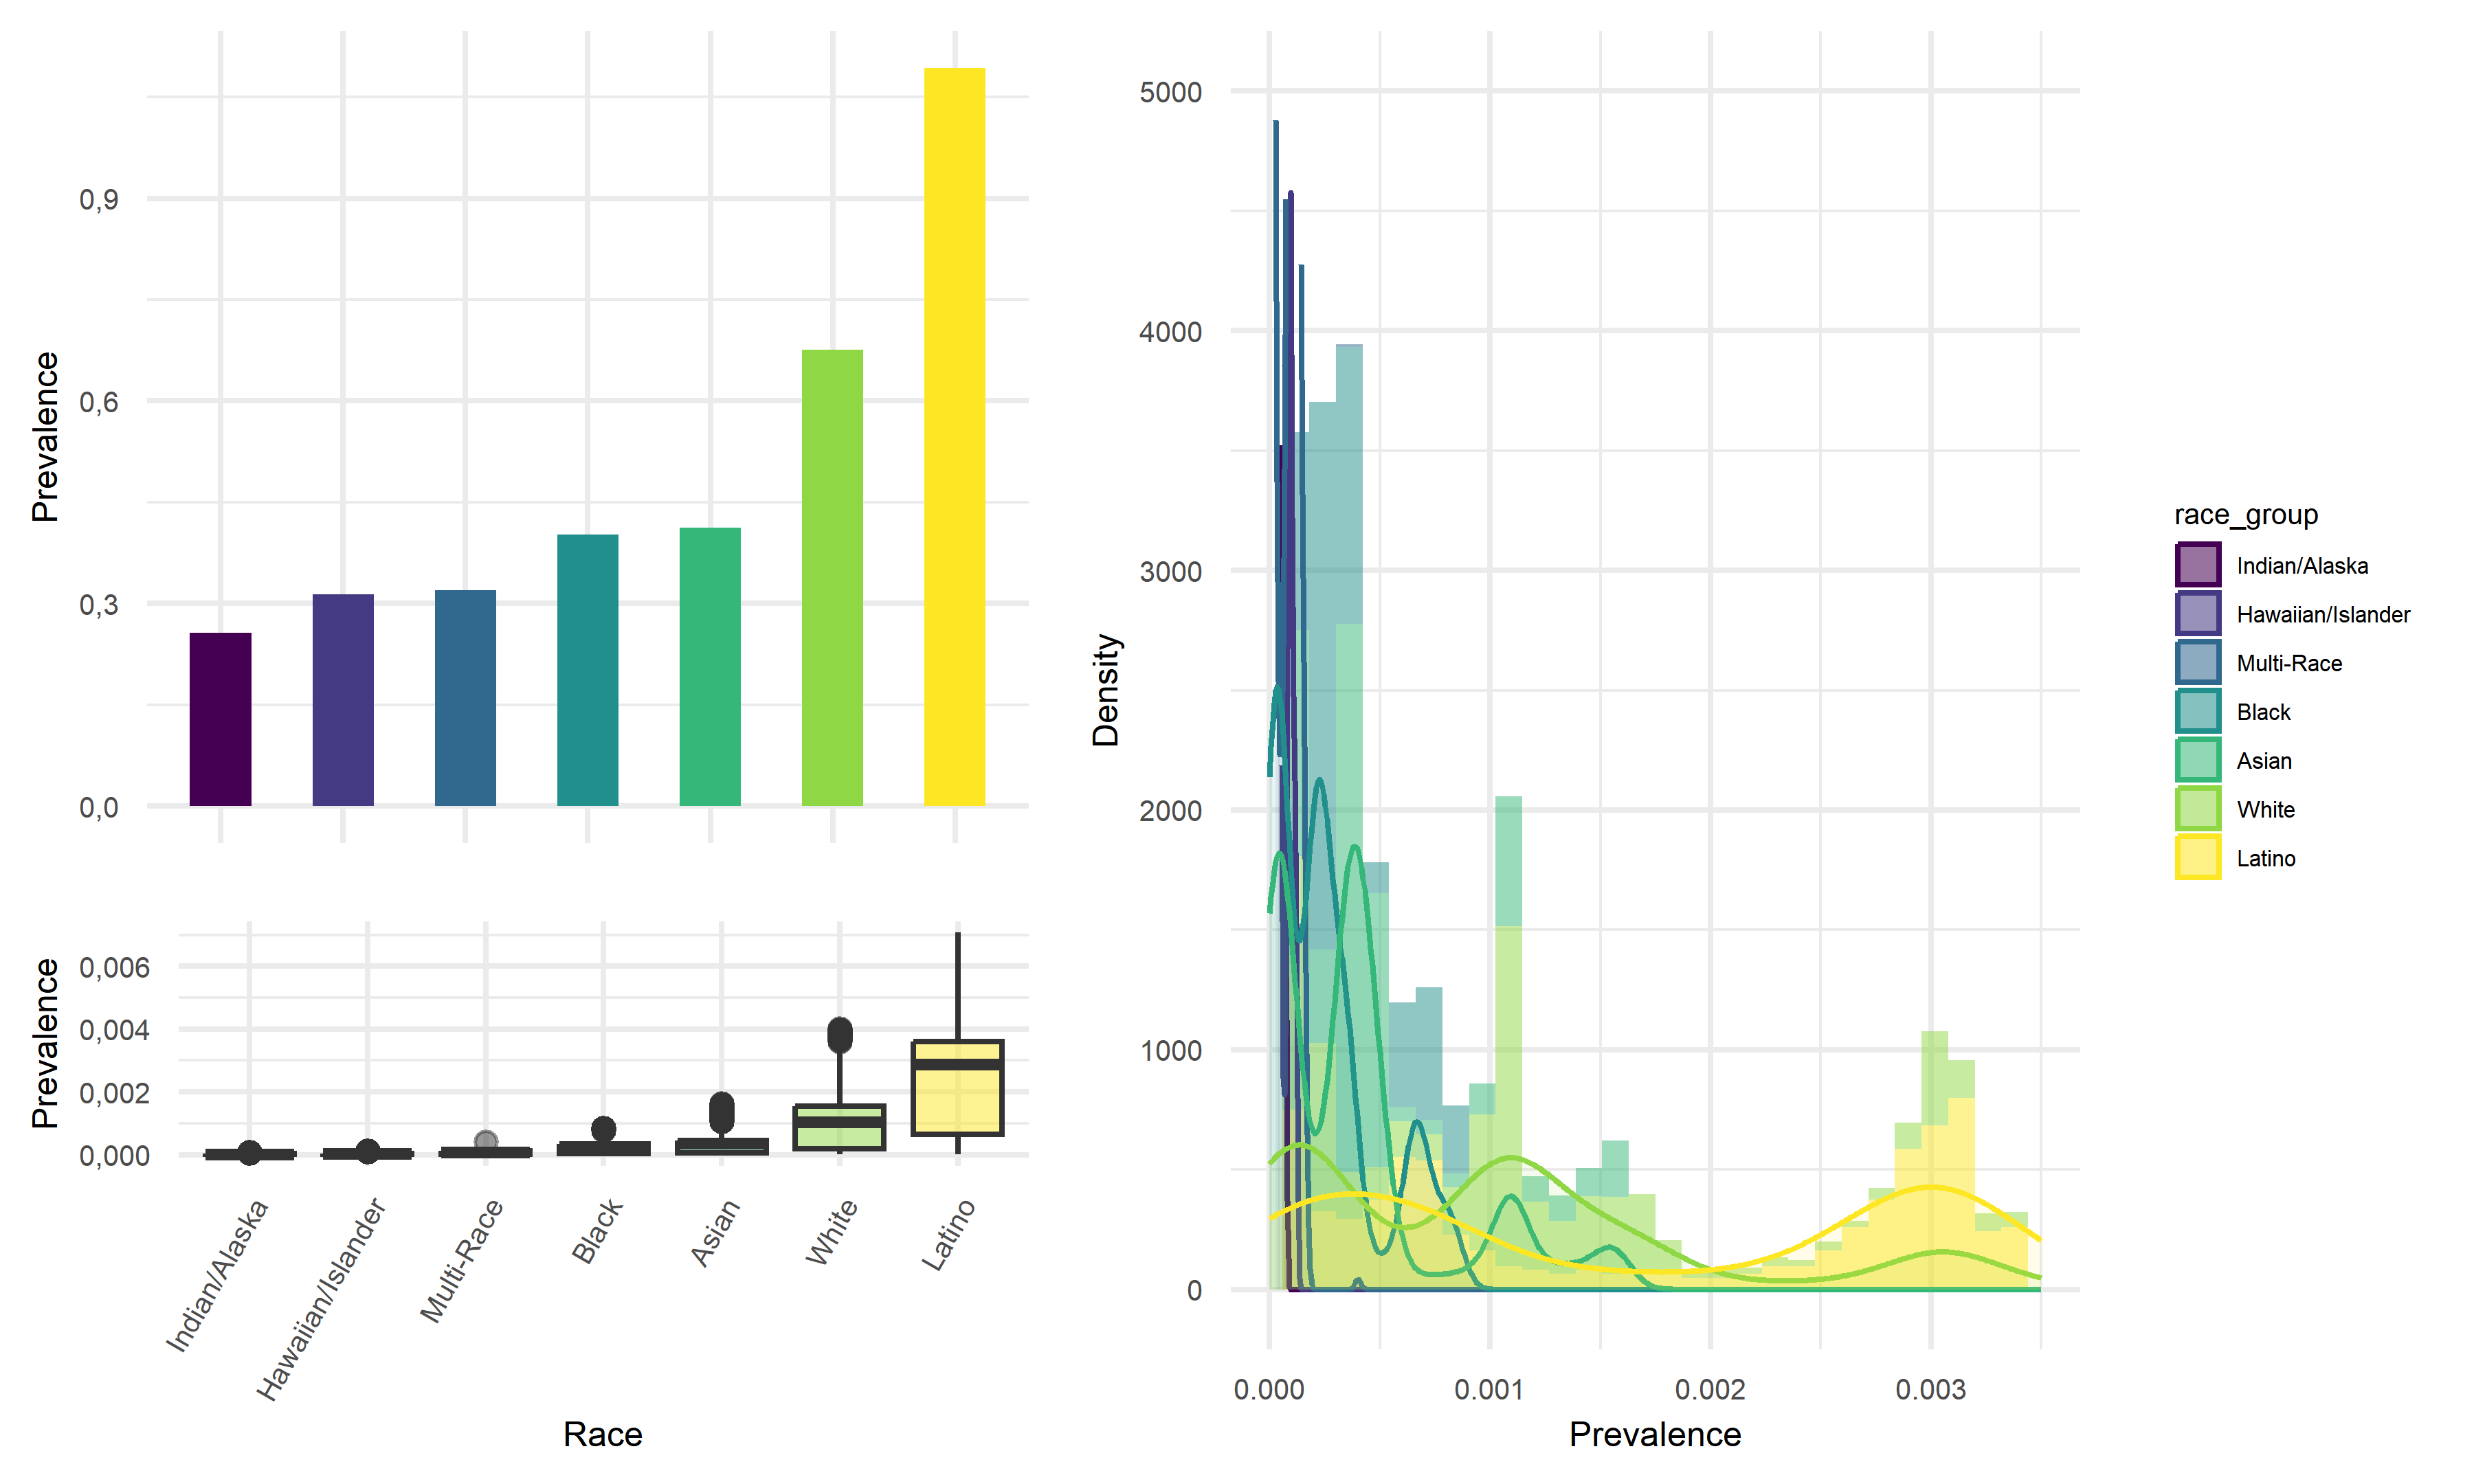 Prevalence
0,9
0,6
0,3
0,0
Prevalence
0,006
0,004
0,002
0,000
Indian/Alaska
Hawaiian/Islander
Multi-Race
Black
Asian
White
Latino
Race
Density
5000
4000
3000
2000
1000
0
0.000
0.001
0.002
0.003
Prevalence
race_group
Indian/Alaska
Hawaiian/Islander
Multi-Race
Black
Asian
White
Latino